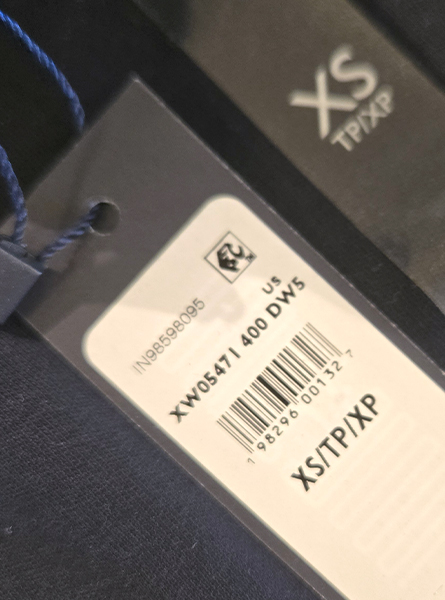 XS
TP/XP
IN98598095
US
XW05471 400 DW5
1 98296 00132 7
XS/TP/XP